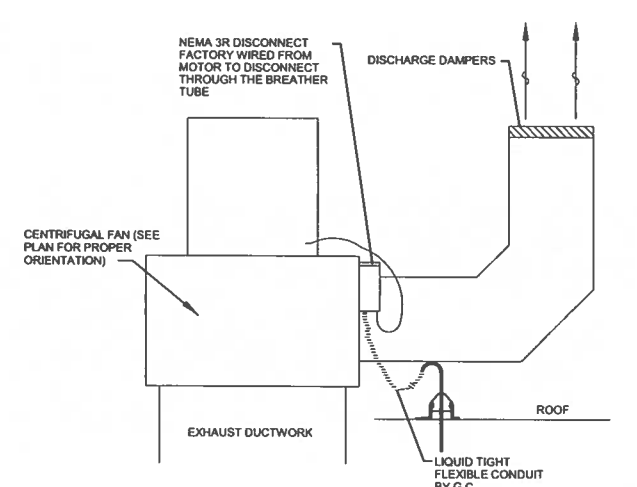 NEMA 3R DISCONNECT
FACTORY WIRED FROM
MOTOR TO DISCONNECT
THROUGH THE BREATHER
TUBE
DISCHARGE DAMPERS
CENTRIFUGAL FAN (SEE
PLAN FOR PROPER
ORIENTATION)
ROOF
EXHAUST DUCTWORK
LIQUID TIGHT
FLEXIBLE CONDUIT
BY G.C.